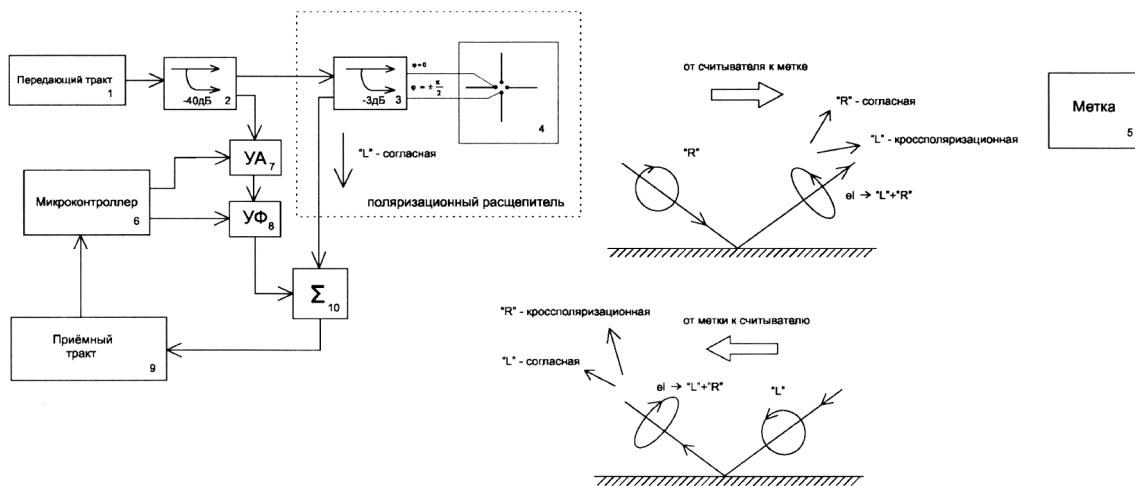 Передающий тракт
1
-40дБ 2
-3дБ 3
φ=0
φ = ± π/2
4
"L" - согласная
поляризационный расщепитель
УА 7
УФ 8
Микроконтроллер
6
Σ
10
Приёмный
тракт
9
от считывателя к метке
"R" - согласная
"L" - кроссполяризационная
"R"
el → "L"+"R"
Метка
5
"R" - кроссполяризационная
"L" - согласная
от метки к считывателю
el → "L"+"R"
"L"